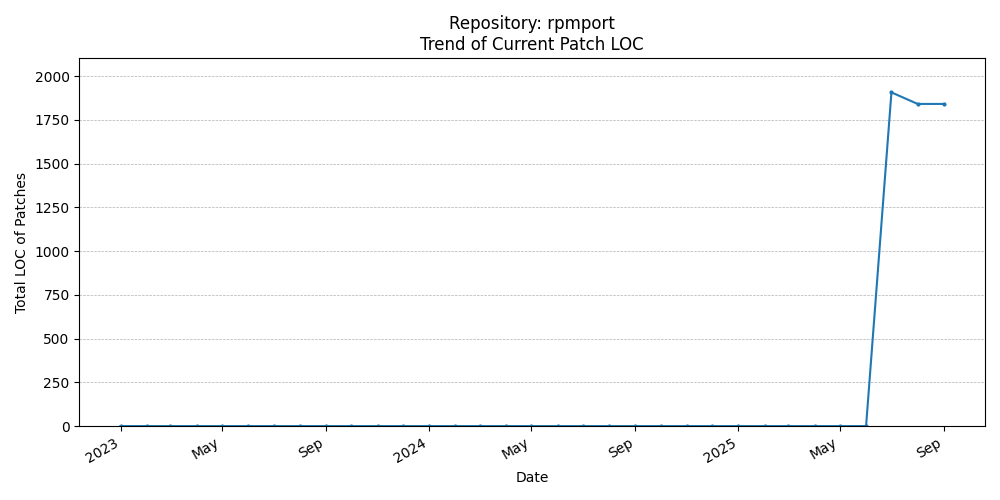 Repository: rpmport
Trend of Current Patch LOC
Total LOC of Patches
2000
1750
1500
1250
1000
750
500
250
0
2023
May
Sep
2024
May
Sep
2025
May
Sep
Date